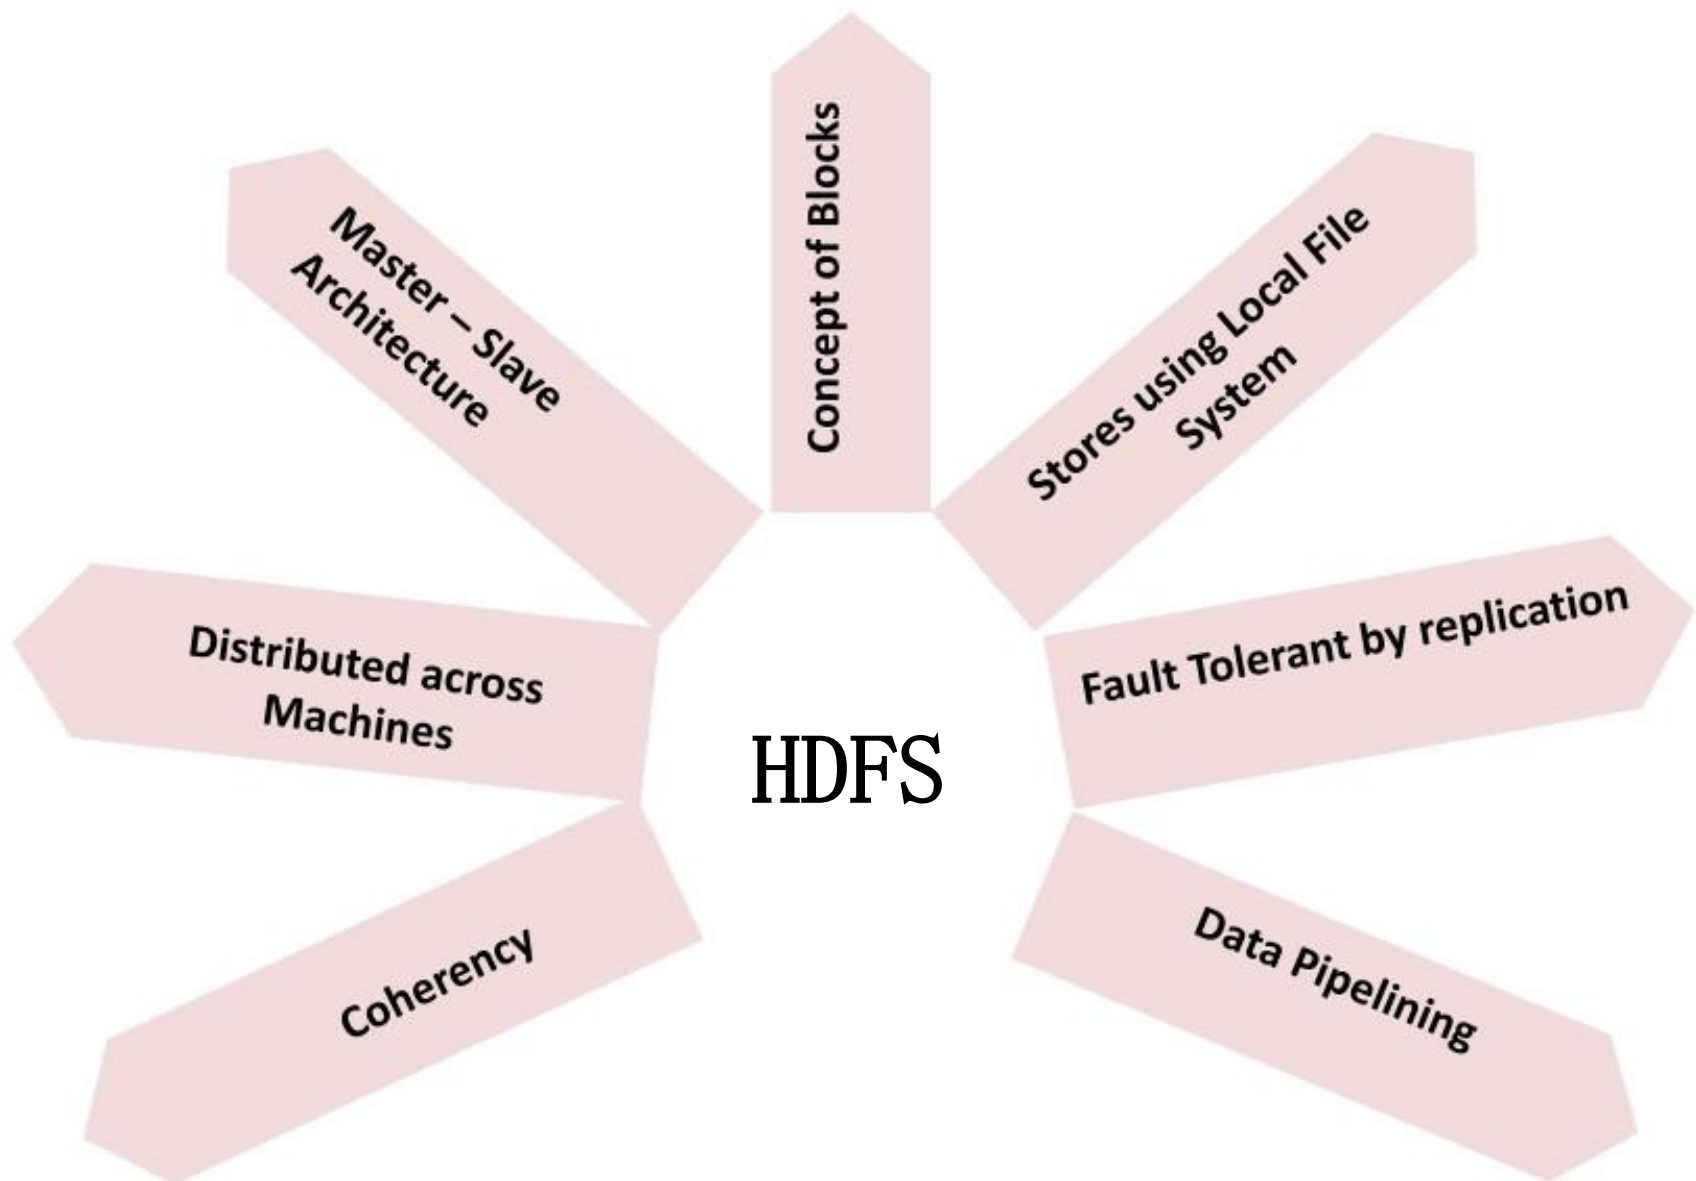 Concept of Blocks
Master – Slave
Architecture
Stores using Local File
System
Distributed across
Machines
Fault Tolerant by replication
HDFS
Coherency
Data Pipelining